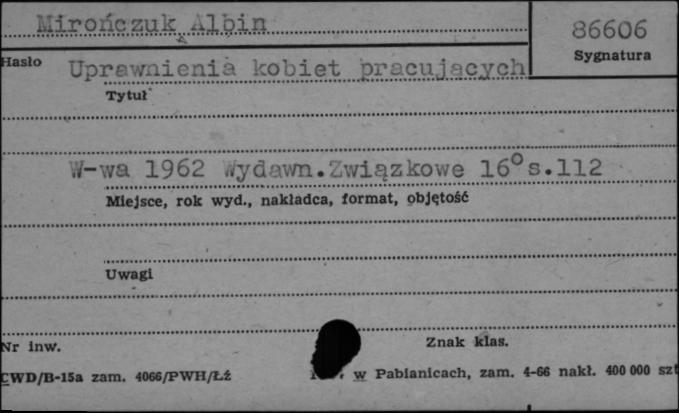 Mirończuk Albin
86606
Hasło
Sygnatura
Uprawnienia kobiet pracujących
Tytuł
W-wa 1962 Wydawn.Związkowe 16° s.112
Miejsce, rok wyd., nakładca, format, objętość
Uwagi
Nr inw.
Znak klas.
CWD/B-15a zam. 4066/PWH/Łź
w Pabianicach, zam. 4-66 nakł. 400 000 szt